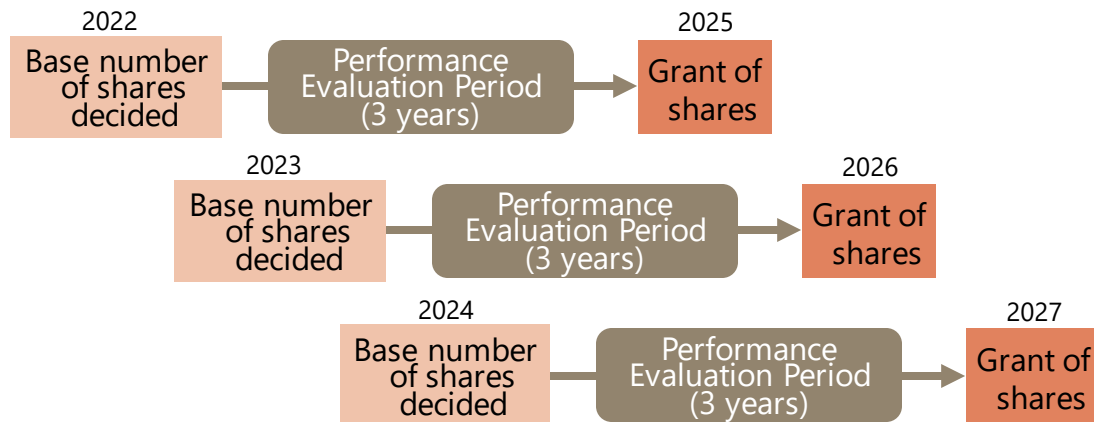 2022
Base number
of shares
decided
Performance
Evaluation Period
(3 years)
2025
Grant of
shares
2023
Base number
of shares
decided
Performance
Evaluation Period
(3 years)
2026
Grant of
shares
2024
Base number
of shares
decided
Performance
Evaluation Period
(3 years)
2027
Grant of
shares